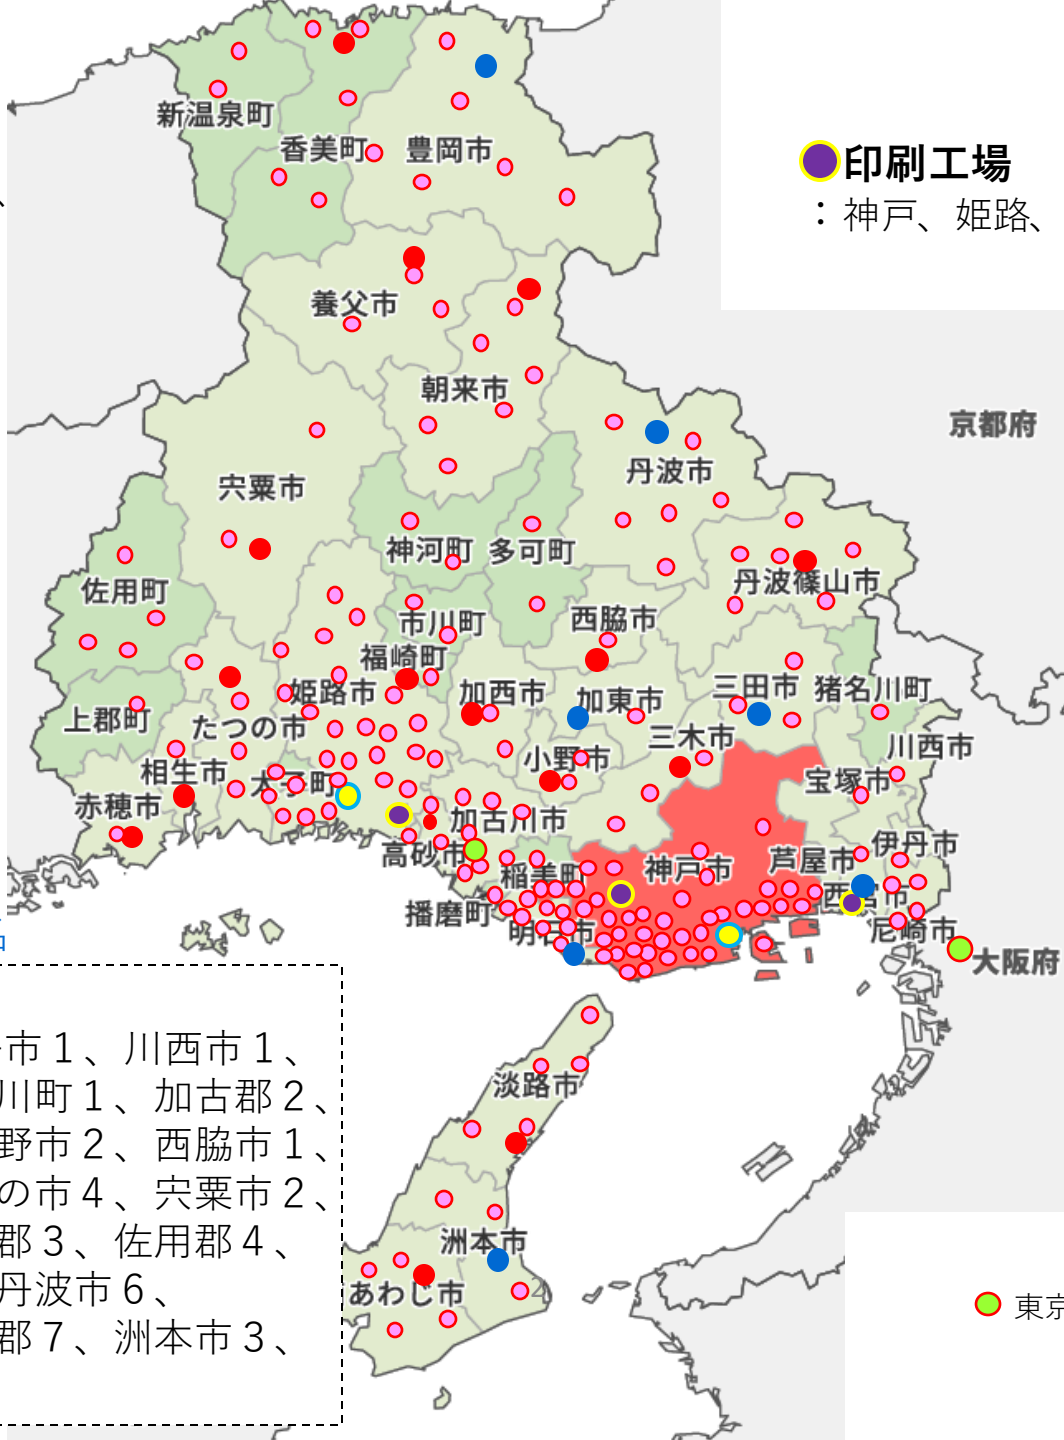 新温泉町
香美町
豊岡市
印刷工場
：神戸、姫路、
養父市
朝来市
京都府
丹波市
宍粟市
神河町
多可町
佐用町
丹波篠山市
市川町
西脇市
福崎町
姫路市
加西市
加東市
三田市
猪名川町
上郡町
たつの市
三木市
川西市
相生市
太子町
小野市
宝塚市
赤穂市
加古川市
伊丹市
高砂市
稲美町
神戸市
芦屋市
西宮市
播磨町
明石市
尼崎市
大阪府
市１、川西市１、
川町１、加古郡２、
野市２、西脇市１、
の市４、宍粟市２、
郡３、佐用郡４、
丹波市６、
郡７、洲本市３、
淡路市
洲本市
あわじ市
2
東京